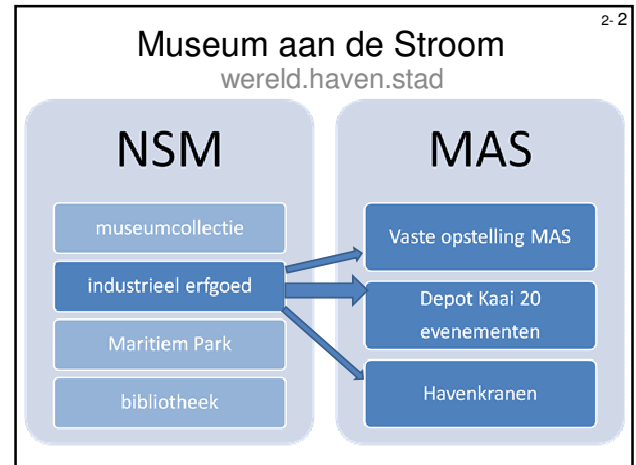 2- 2
Museum aan de Stroom
wereld.haven.stad
NSM
museumcollectie
industrieel erfgoed
Maritiem Park
bibliotheek
MAS
Vaste opstelling MAS
Depot Kaai 20
evenementen
Havenkranen